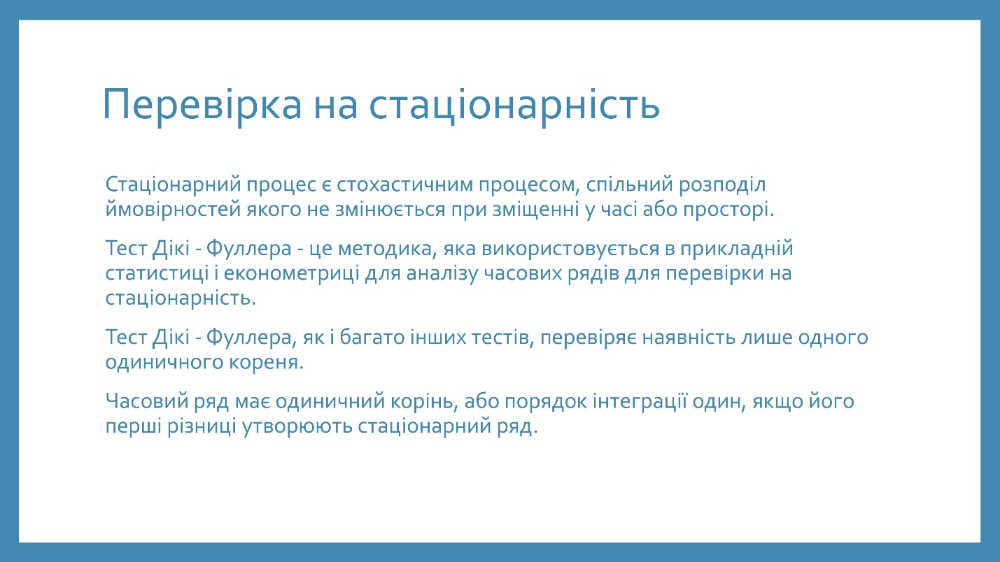 Перевірка на стаціонарність
Стаціонарний процес є стохастичним процесом, спільний розподіл
ймовірностей якого не змінюється при зміщенні у часі або просторі.
Тест Дікі - Фуллера - це методика, яка використовується в прикладній
статистиці і економетриці для аналізу часових рядів для перевірки на
стаціонарність.
Тест Дікі - Фуллера, як і багато інших тестів, перевіряє наявність лише одного
одиничного кореня.
Часовий ряд має одиничний корінь, або порядок інтеграції один, якщо його
перші різниці утворюють стаціонарний ряд.